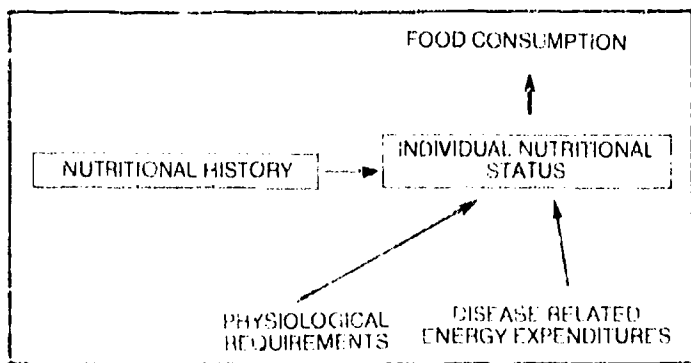 FOOD CONSUMPTION
INDIVIDUAL NUTRITIONAL
STATUS
NUTRITIONAL HISTORY
PHYSIOLOGICAL
REQUIREMENTS
DISEASE RELATED
ENERGY EXPENDITURES